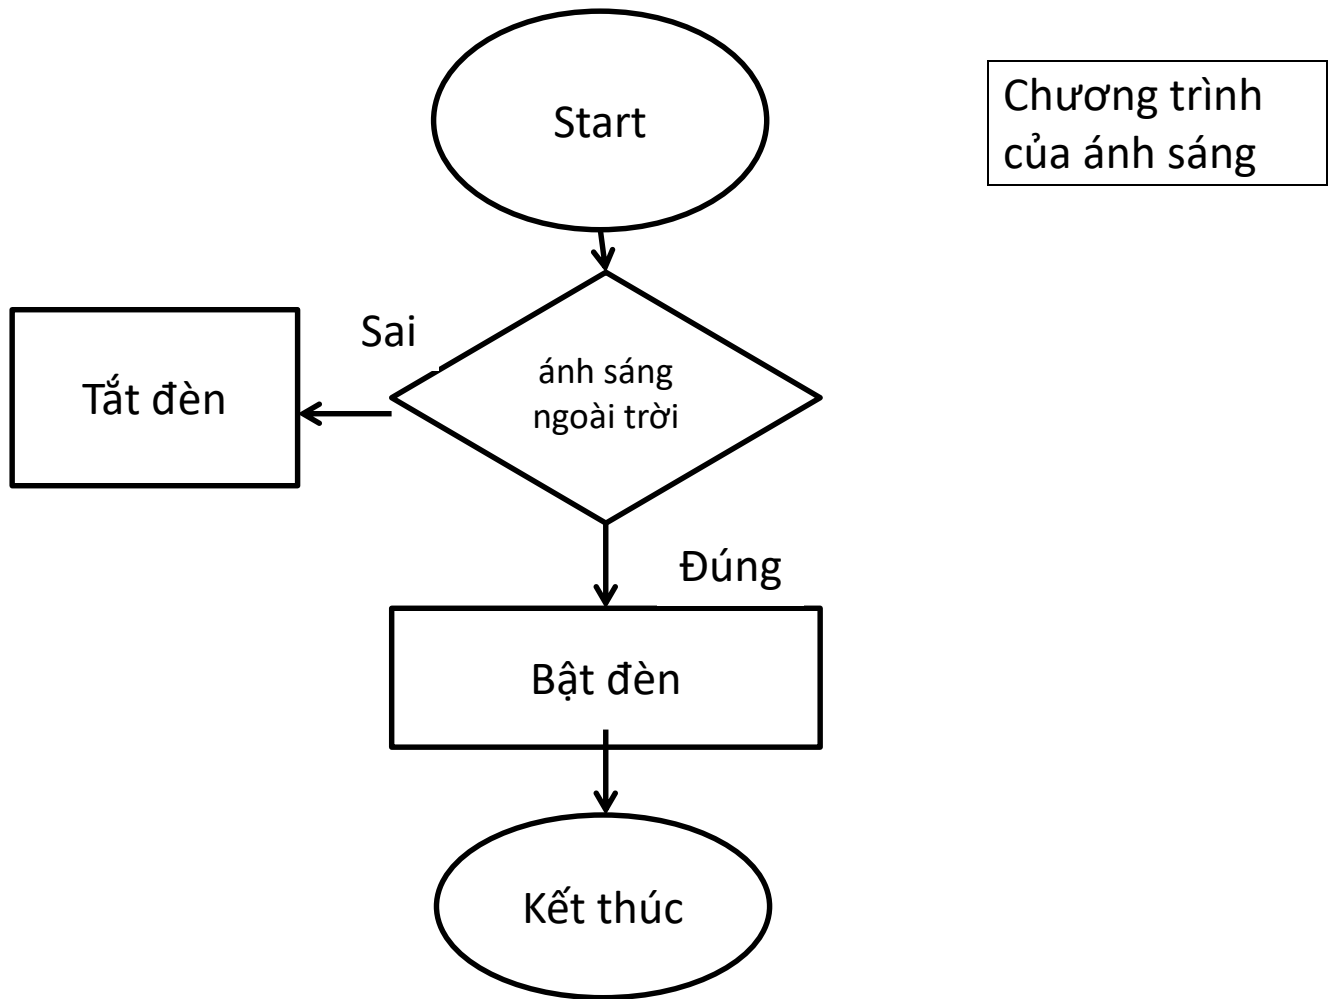 Start
Chương trình
của ánh sáng
Sai
ánh sáng
ngoài trời
Tắt đèn
Đúng
Bật đèn
Kết thúc